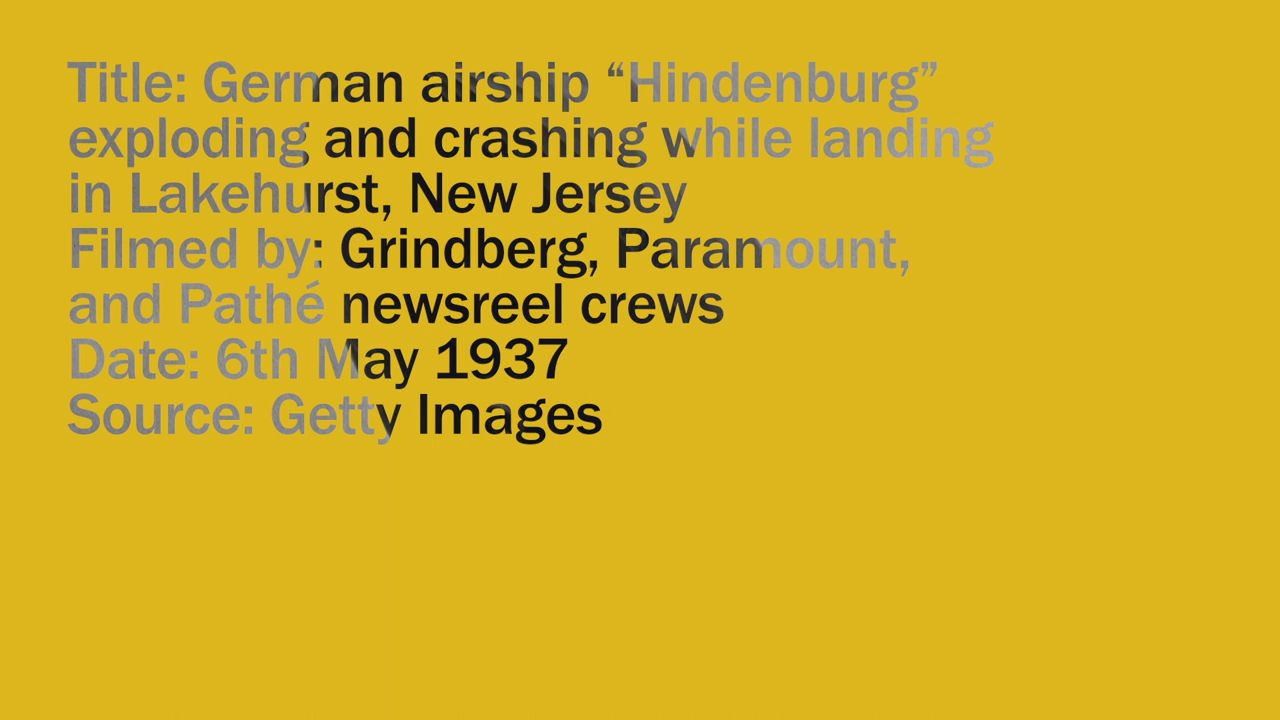 Title: German airship “Hindenburg”
exploding and crashing while landing
in Lakehurst, New Jersey
Filmed by: Grindberg, Paramount,
and Pathé newsreel crews
Date: 6th May 1937
Source: Getty Images